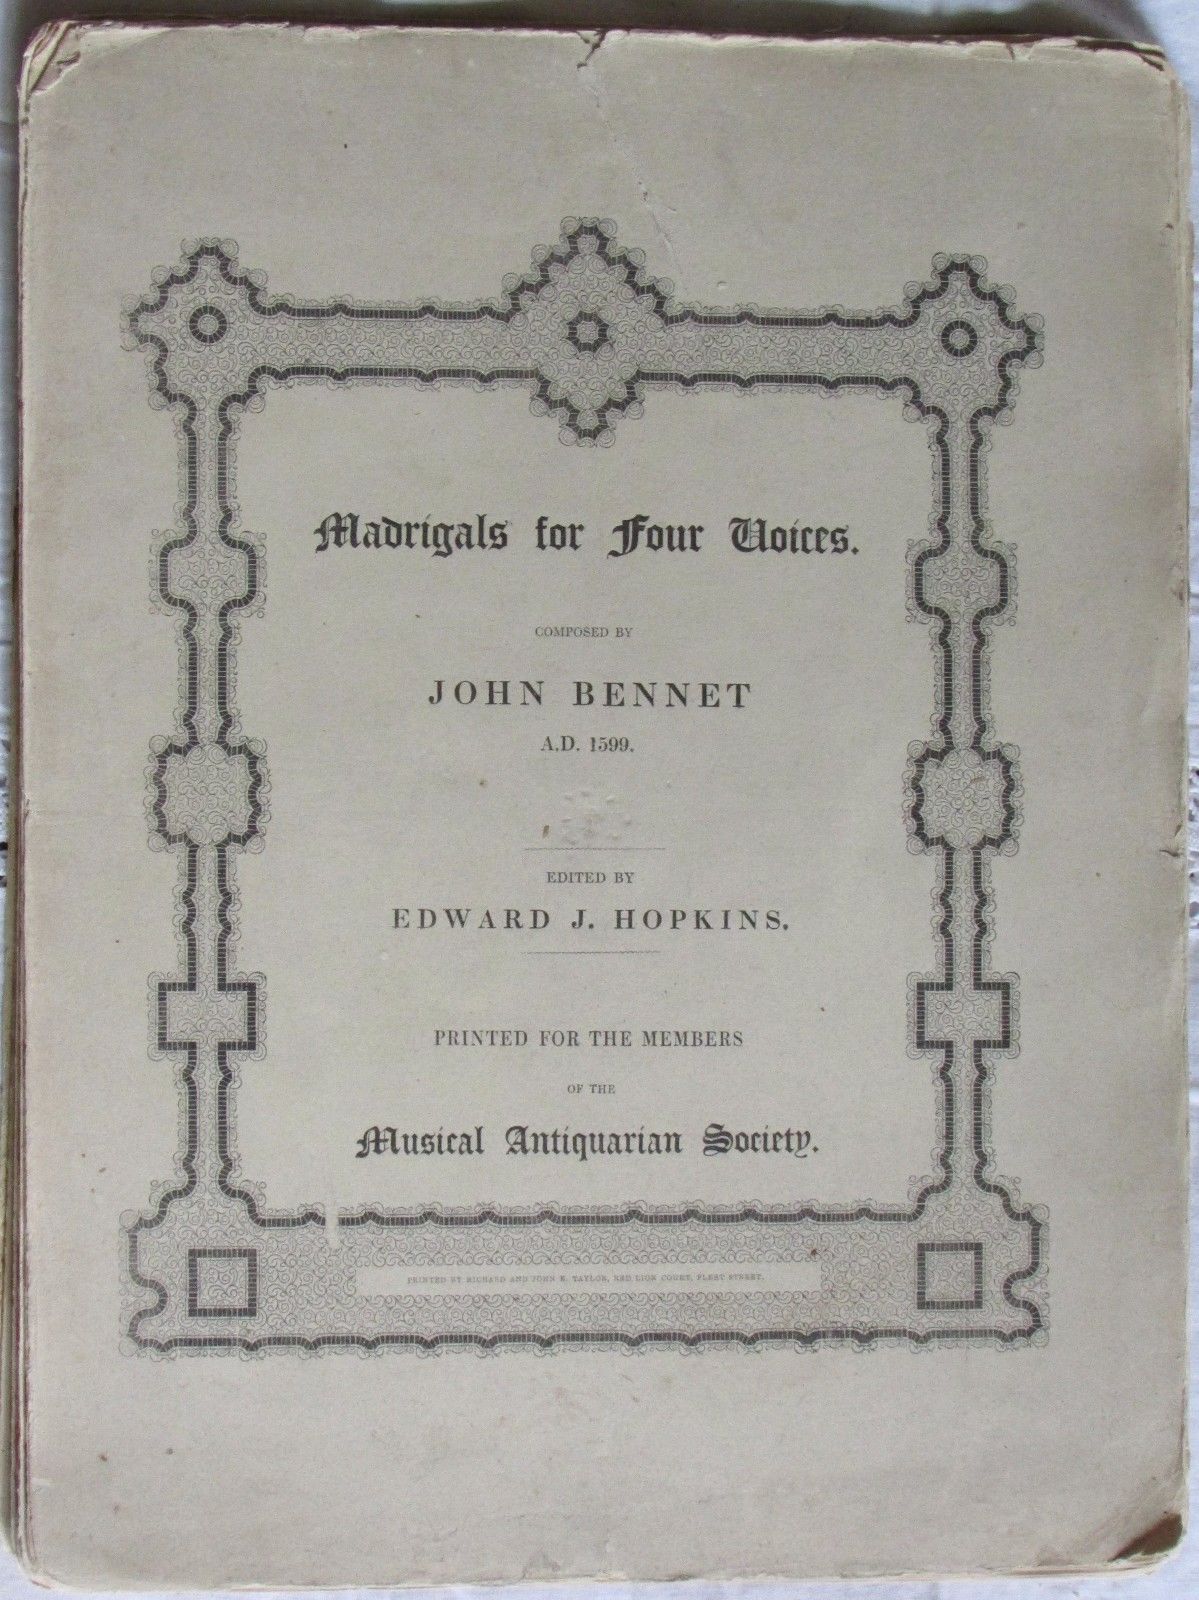 Madrigals for Four Voices.
COMPOSED BY
JOHN BENNET
A.D. 1599.
EDITED BY
EDWARD J. HOPKINS.
PRINTED FOR THE MEMBERS
OF THE
Musical Antiquarian Society.
PRINTED BY RICHARD AND JOHN E. TAYLOR, RED LION COURT, FLEET STREET.